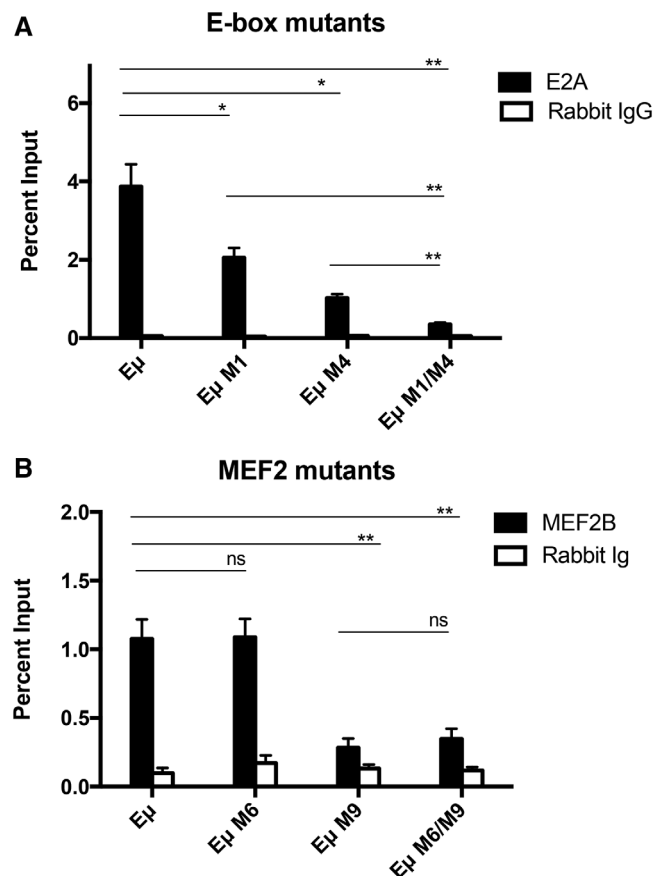 A
E-box mutants
**
*
*
**
**
E2A
Rabbit IgG
Percent Input
6
4
2
0
Eμ
Eμ M1
Eμ M4
Eμ M1/M4
B
MEF2 mutants
**
**
ns
ns
MEF2B
Rabbit Ig
Percent Input
2.0
1.5
1.0
0.5
0.0
Eμ
Eμ M6
Eμ M9
Eμ M6/M9